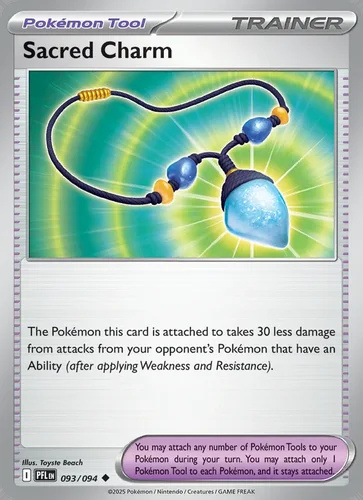 Pokémon Tool
TRAINER
Sacred Charm
The Pokémon this card is attached to takes 30 less damage
from attacks from your opponent's Pokémon that have an
Ability (after applying Weakness and Resistance).
Illus. Toyste Beach
I PFL EN 093/094 ◆
You may attach any number of Pokémon Tools to your
Pokémon during your turn. You may attach only 1
Pokémon Tool to each Pokémon, and it stays attached.
©2025 Pokémon / Nintendo / Creatures / GAME FREAK